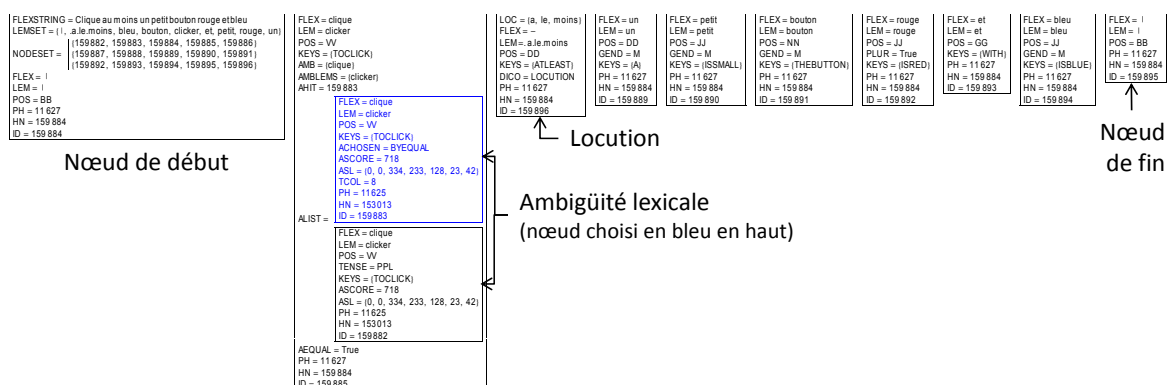 FLEXSTRING = Clique au moins un petit bouton rouge et bleu
LEMSET = (⁞, .a.le.moins, bleu, bouton, clicker, et, petit, rouge, un)
(159882, 159883, 159884, 159885, 159886)
NODESET = (159887, 159888, 159889, 159890, 159891)
(159892, 159893, 159894, 159895, 159896)
FLEX = ⁞
LEM = ⁞
POS = BB
PH = 11627
HN = 159884
ID = 159884
Nœud de début
FLEX = clique
LEM = clicker
POS = VV
KEYS = (TOCLICK)
AMB = (clique)
AMBLEMS = (clicker)
AHIT = 159883
ALIST =
FLEX = clique
LEM = clicker
POS = VV
KEYS = (TOCLICK)
ACHOSEN = BYEQUAL
ASCORE = 718
ASL = (0, 0, 334, 233, 128, 23, 42)
TCOL = 8
PH = 11625
HN = 153013
ID = 159883
FLEX = clique
LEM = clicker
POS = VV
TENSE = PPL
KEYS = (TOCLICK)
ASCORE = 718
ASL = (0, 0, 334, 233, 128, 23, 42)
PH = 11625
HN = 153013
ID = 159882
AEQUAL = True
PH = 11627
HN = 159884
ID = 159885
Ambigüité lexicale
(nœud choisi en bleu en haut)
LOC = (a, le, moins)
FLEX = –
LEM = .a.le.moins
POS = DD
KEYS = (ATLEAST)
DICO = LOCUTION
PH = 11627
HN = 159884
ID = 159896
Locution
FLEX = un
LEM = un
POS = DD
GEND = M
KEYS = (A)
PH = 11627
HN = 159884
ID = 159889
FLEX = petit
LEM = petit
POS = JJ
GEND = M
KEYS = (ISSMALL)
PH = 11627
HN = 159884
ID = 159890
FLEX = bouton
LEM = bouton
POS = NN
GEND = M
KEYS = (THEBUTTON)
PH = 11627
HN = 159884
ID = 159891
FLEX = rouge
LEM = rouge
POS = JJ
PLUR = True
KEYS = (ISRED)
PH = 11627
HN = 159884
ID = 159892
FLEX = et
LEM = et
POS = GG
KEYS = (WITH)
PH = 11627
HN = 159884
ID = 159893
FLEX = bleu
LEM = bleu
POS = JJ
GEND = M
KEYS = (ISBLUE)
PH = 11627
HN = 159884
ID = 159894
FLEX = ⁞
LEM = ⁞
POS = BB
PH = 11627
HN = 159884
ID = 159895
Nœud
de fin